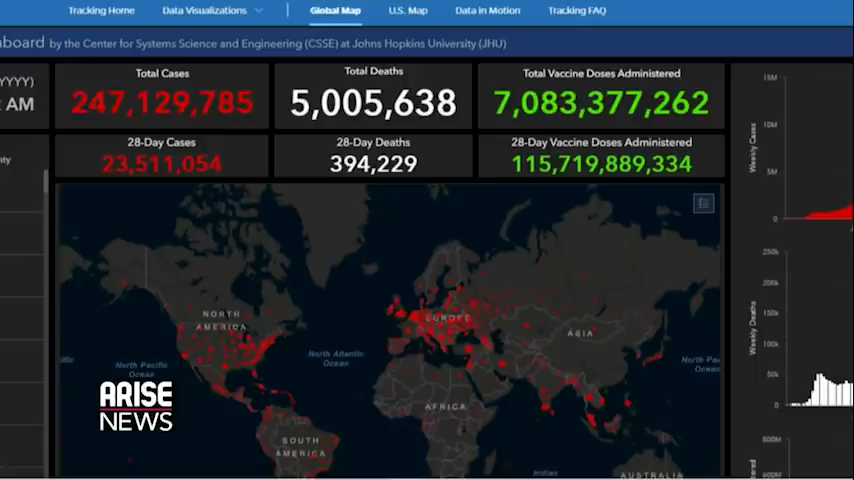 Tracking Home Data Visualizations Global Map U.S. Map Data in Motion Tracking FAQ
board by the Center for Systems Science and Engineering (CSSE) at Johns Hopkins University (JHU)
YYYY)
AM
Total Cases
247,129,785
Total Deaths
5,005,638
Total Vaccine Doses Administered
7,083,377,262
28-Day Cases
23,511,054
28-Day Deaths
394,229
28-Day Vaccine Doses Administered
115,719,889,334
NORTH
AMERICA
EUROPE
ASIA
North Atlantic
Ocean
North Pacific
Ocean
North Pa
Ocean
AFRICA
SOUTH
AMERICA
Indian
AUSTRALIA
ARISE
NEWS
Weekly Cases
15M
10M
5M
0
Weekly Deaths
250k
200k
150k
100k
50k
0
800M
600M